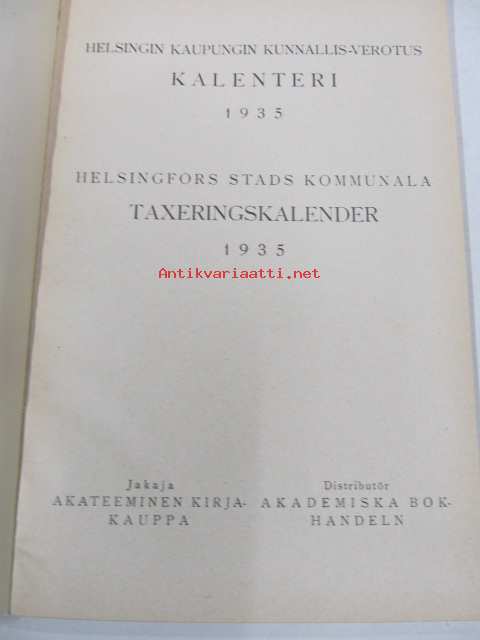 HELSINGIN KAUPUNGIN KUNNALLIS-VEROTUS
KALENTERI
1935
HELSINGFORS STADS KOMMUNALA
TAXERINGSKALENDER
1935
Antikvariaatti.net
Jakaja
AKATEEMINEN KIRJA-
KAUPPA
Distributör
AKADEMISKA BOK-
HANDELN